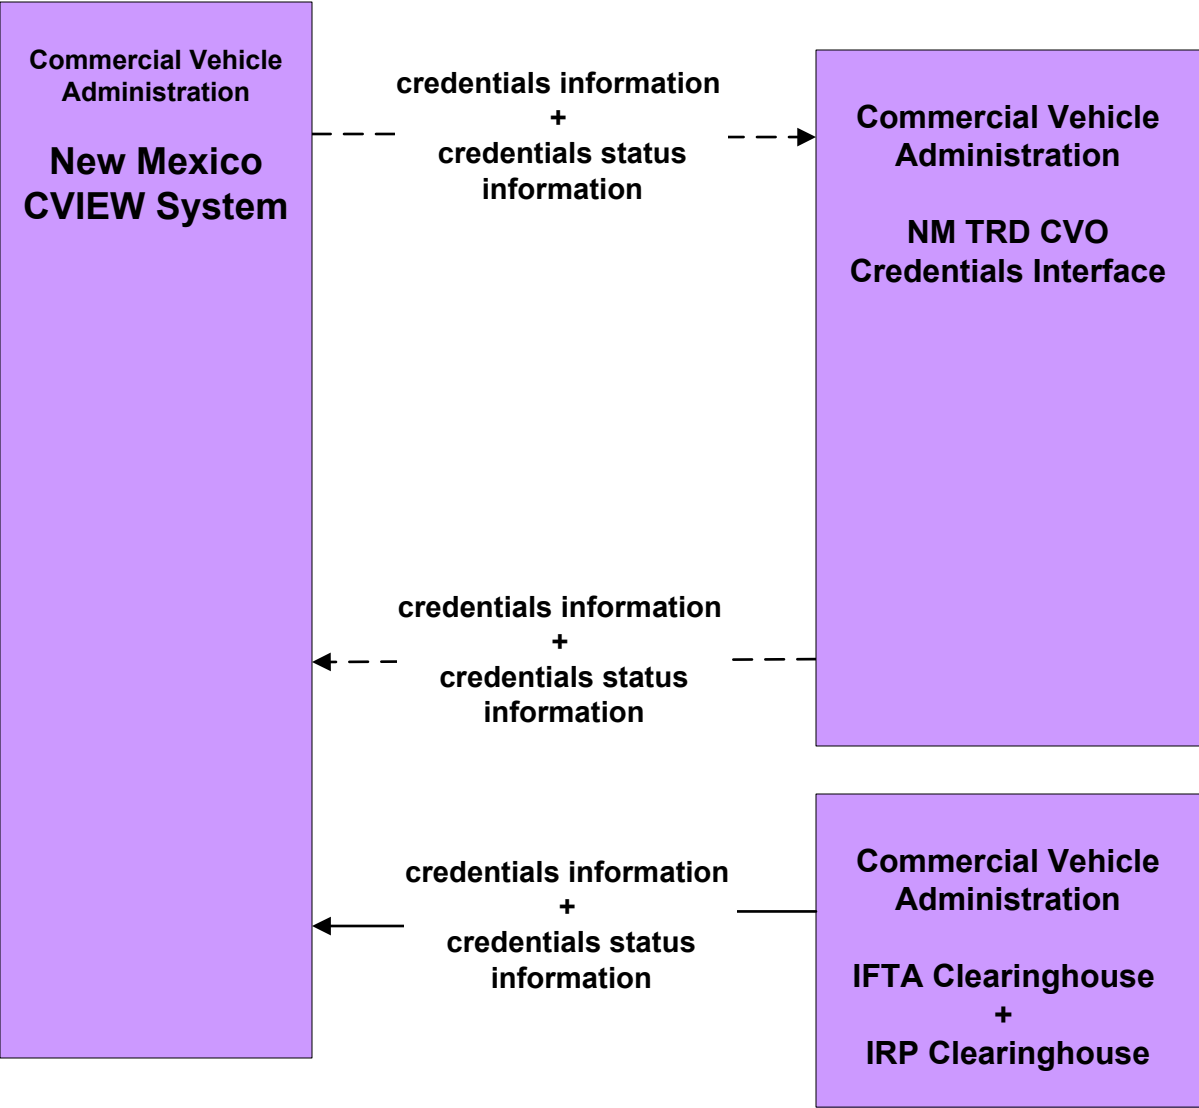 Commercial Vehicle
Administration
New Mexico
CVIEW System
credentials information
+
credentials status
information
Commercial Vehicle
Administration
NM TRD CVO
Credentials Interface
credentials information
+
credentials status
information
credentials information
+
credentials status
information
Commercial Vehicle
Administration
IFTA Clearinghouse
+
IRP Clearinghouse